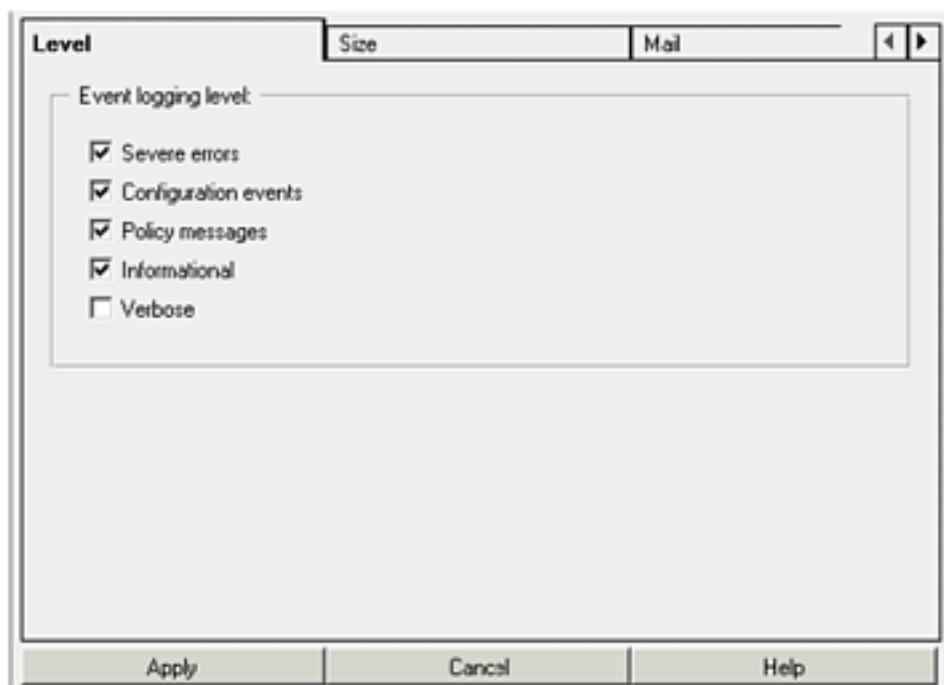 Level Size Mail
Event logging level:
Severe errors
Configuration events
Policy messages
Informational
Verbose
Apply Cancel Help